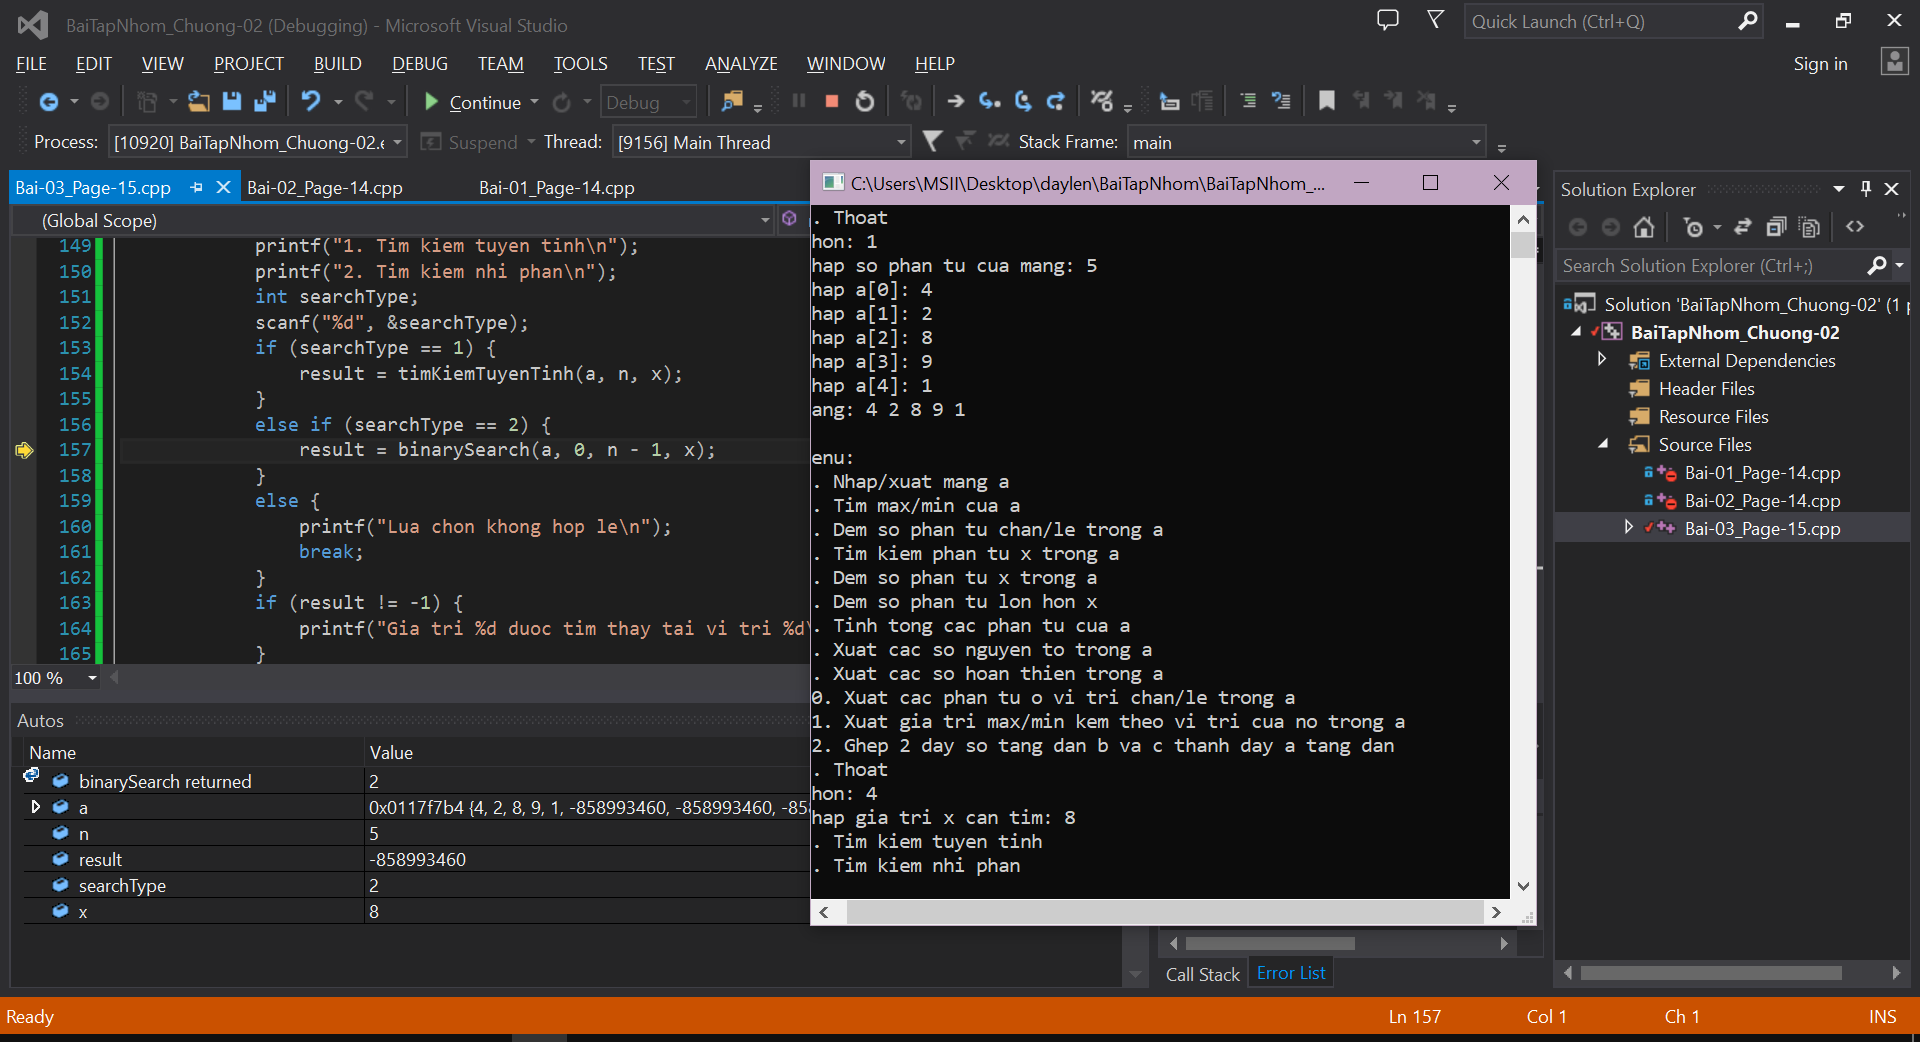 BaiTapNhom_Chuong-02 (Debugging) - Microsoft Visual Studio
Quick Launch (Ctrl+Q)
FILE EDIT VIEW PROJECT BUILD DEBUG TEAM TOOLS TEST ANALYZE WINDOW HELP
Sign in
Continue
Debug
Process: [10920] BaiTapNhom_Chuong-02.e Suspend Thread: [9156] Main Thread Stack Frame: main
Bai-03_Page-15.cpp Bai-02_Page-14.cpp Bai-01_Page-14.cpp
(Global Scope)
149 printf("1. Tim kiem tuyen tinh\n");
150 printf("2. Tim kiem nhi phan\n");
151 int searchType;
152 scanf("%d", &searchType);
153 if (searchType == 1) {
154 result = timKiemTuyenTinh(a, n, x);
155 }
156 else if (searchType == 2) {
157 result = binarySearch(a, 0, n - 1, x);
158 }
159 else {
160 printf("Lua chon khong hop le\n");
161 break;
162 }
163 if (result != -1) {
164 printf("Gia tri %d duoc tim thay tai vi tri %d\
165 }
100 %
Autos
Name Value
binarySearch returned 2
a 0x0117f7b4 {4, 2, 8, 9, 1, -858993460, -858993460, -85
n 5
result -858993460
searchType 2
x 8
C:\Users\MSII\Desktop\daylen\BaiTapNhom\BaiTapNhom_...
. Thoat
hon: 1
hap so phan tu cua mang: 5
hap a[0]: 4
hap a[1]: 2
hap a[2]: 8
hap a[3]: 9
hap a[4]: 1
ang: 4 2 8 9 1
enu:
. Nhap/xuat mang a
. Tim max/min cua a
. Dem so phan tu chan/le trong a
. Tim kiem phan tu x trong a
. Dem so phan tu x trong a
. Dem so phan tu lon hon x
. Tinh tong cac phan tu cua a
. Xuat cac so nguyen to trong a
. Xuat cac so hoan thien trong a
0. Xuat cac phan tu o vi tri chan/le trong a
1. Xuat gia tri max/min kem theo vi tri cua no trong a
2. Ghep 2 day so tang dan b va c thanh day a tang dan
. Thoat
hon: 4
hap gia tri x can tim: 8
. Tim kiem tuyen tinh
. Tim kiem nhi phan
Call Stack Error List
Solution Explorer
Search Solution Explorer (Ctrl+;)
Solution 'BaiTapNhom_Chuong-02' (1 p
BaiTapNhom_Chuong-02
External Dependencies
Header Files
Resource Files
Source Files
Bai-01_Page-14.cpp
Bai-02_Page-14.cpp
Bai-03_Page-15.cpp
Ready Ln 157 Col 1 Ch 1 INS